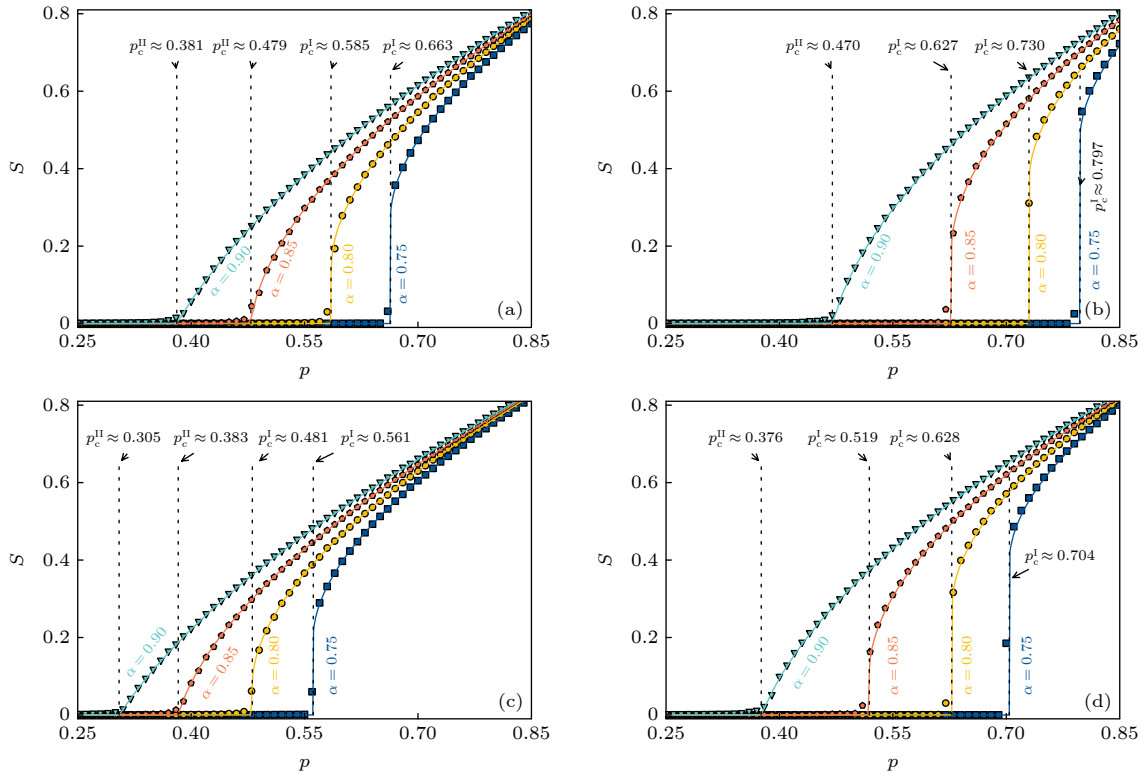 0.8
0.6
0.4
0.2
0
S
p_c^II ≈ 0.381
p_c^II ≈ 0.479
p_c^I ≈ 0.585
p_c^I ≈ 0.663
α = 0.90
α = 0.85
α = 0.80
α = 0.75
(a)
0.25
0.40
0.55
0.70
0.85
p
0.8
0.6
0.4
0.2
0
S
p_c^II ≈ 0.470
p_c^I ≈ 0.627
p_c^I ≈ 0.730
p_c^I ≈ 0.797
α = 0.90
α = 0.85
α = 0.80
α = 0.75
(b)
0.25
0.40
0.55
0.70
0.85
p
0.8
0.6
0.4
0.2
0
S
p_c^II ≈ 0.305
p_c^II ≈ 0.383
p_c^I ≈ 0.481
p_c^I ≈ 0.561
α = 0.90
α = 0.85
α = 0.80
α = 0.75
(c)
0.25
0.40
0.55
0.70
0.85
p
0.8
0.6
0.4
0.2
0
S
p_c^II ≈ 0.376
p_c^I ≈ 0.519
p_c^I ≈ 0.628
p_c^I ≈ 0.704
α = 0.90
α = 0.85
α = 0.80
α = 0.75
(d)
0.25
0.40
0.55
0.70
0.85
p